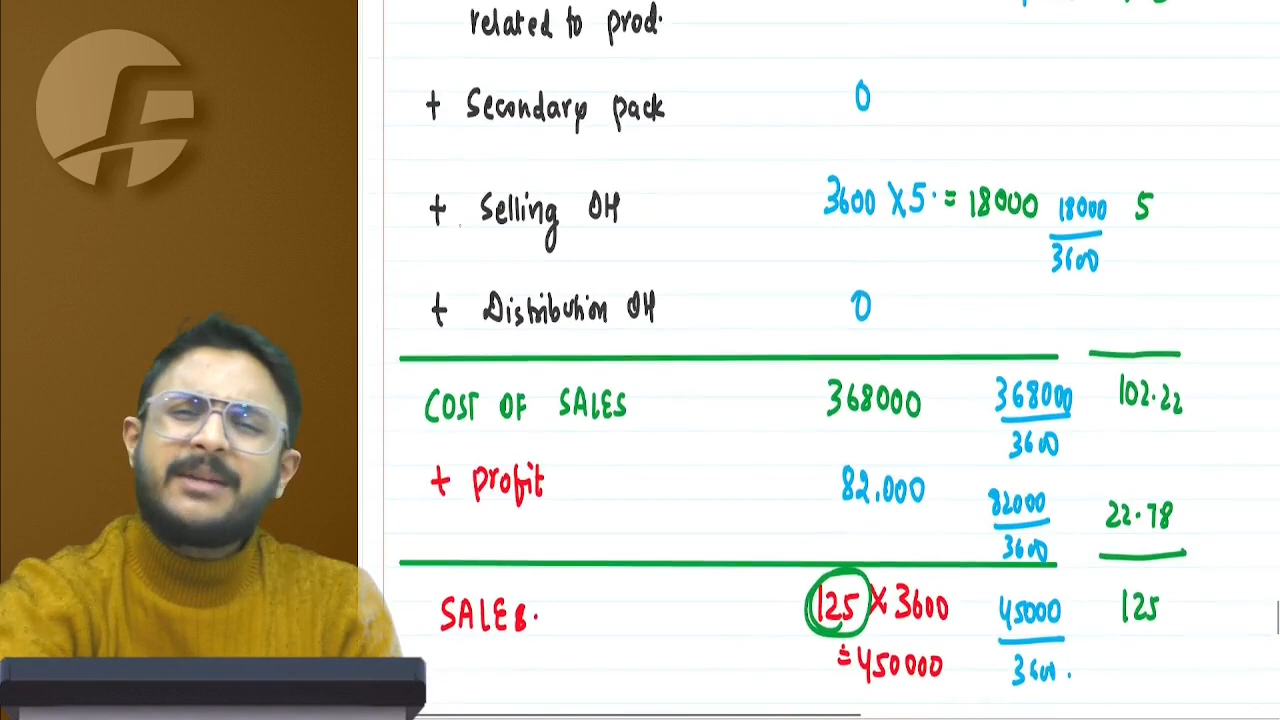 related to prod.
+ Secondary pack 0
+ Selling OH 3600 X 5. = 18000 18000/3600 5
+ Distribution OH 0
COST OF SALES 368000 368000/3600 102.22
+ profit 82.000 82000/3600 22.78
SALES. 125 X 3600 45000/3600. 125
= 450000